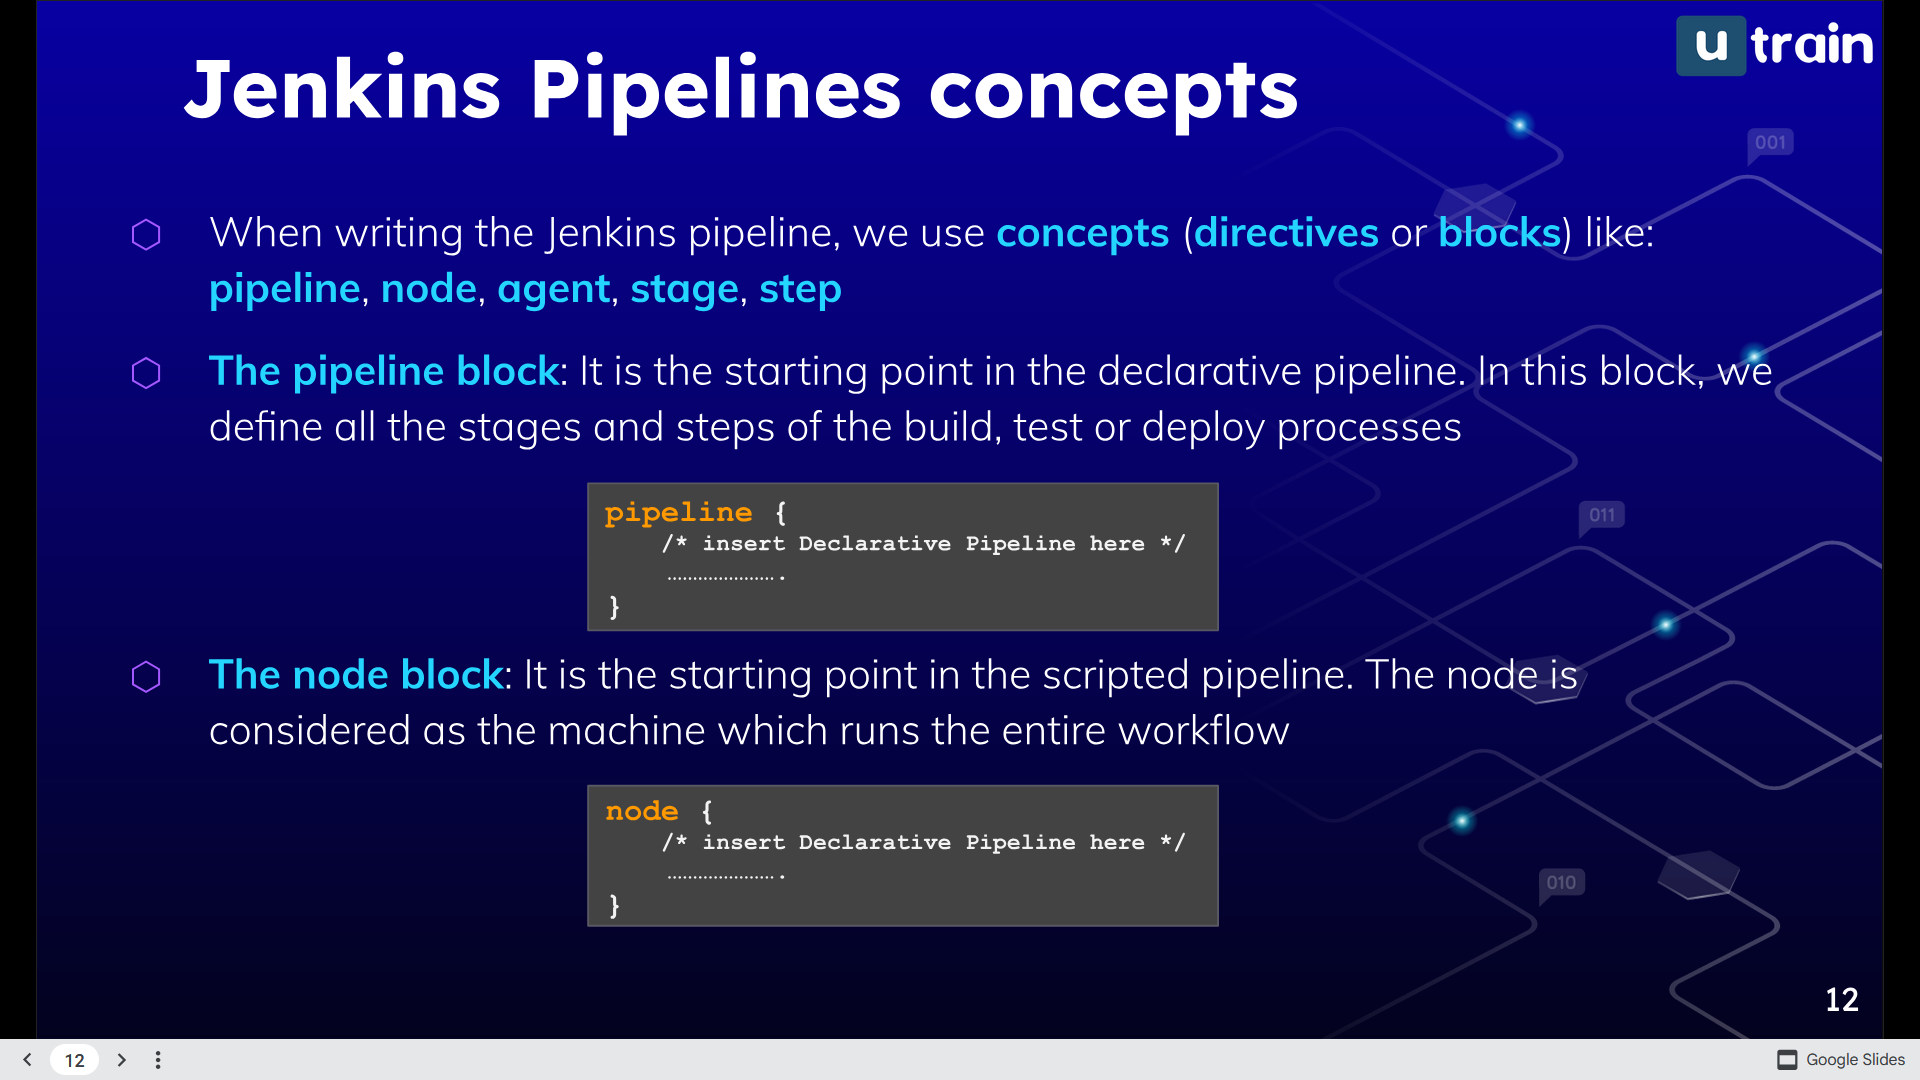 u train
Jenkins Pipelines concepts
001
When writing the Jenkins pipeline, we use concepts (directives or blocks) like:
pipeline, node, agent, stage, step
The pipeline block: It is the starting point in the declarative pipeline. In this block, we
define all the stages and steps of the build, test or deploy processes
pipeline {
/* insert Declarative Pipeline here */
………………….
}
011
The node block: It is the starting point in the scripted pipeline. The node is
considered as the machine which runs the entire workflow
node {
/* insert Declarative Pipeline here */
………………….
}
010
12
12
Google Slides